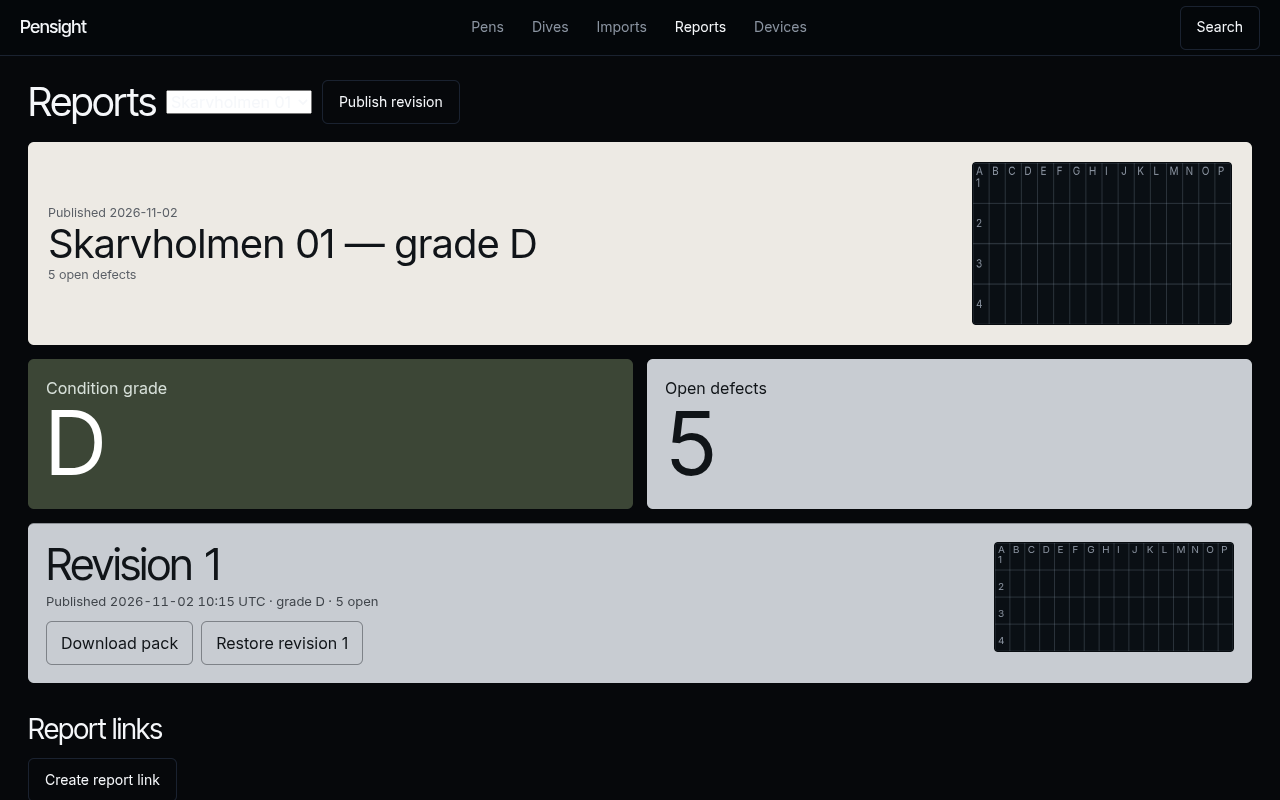 Pensight
Pens Dives Imports Reports Devices
Search
Reports
Skarvholmen 01
Publish revision
Published 2026-11-02
Skarvholmen 01 — grade D
5 open defects
A B C D E F G H I J K L M N O P
1
2
3
4
Condition grade
D
Open defects
5
Revision 1
Published 2026-11-02 10:15 UTC · grade D · 5 open
Download pack
Restore revision 1
A B C D E F G H I J K L M N O P
1
2
3
4
Report links
Create report link